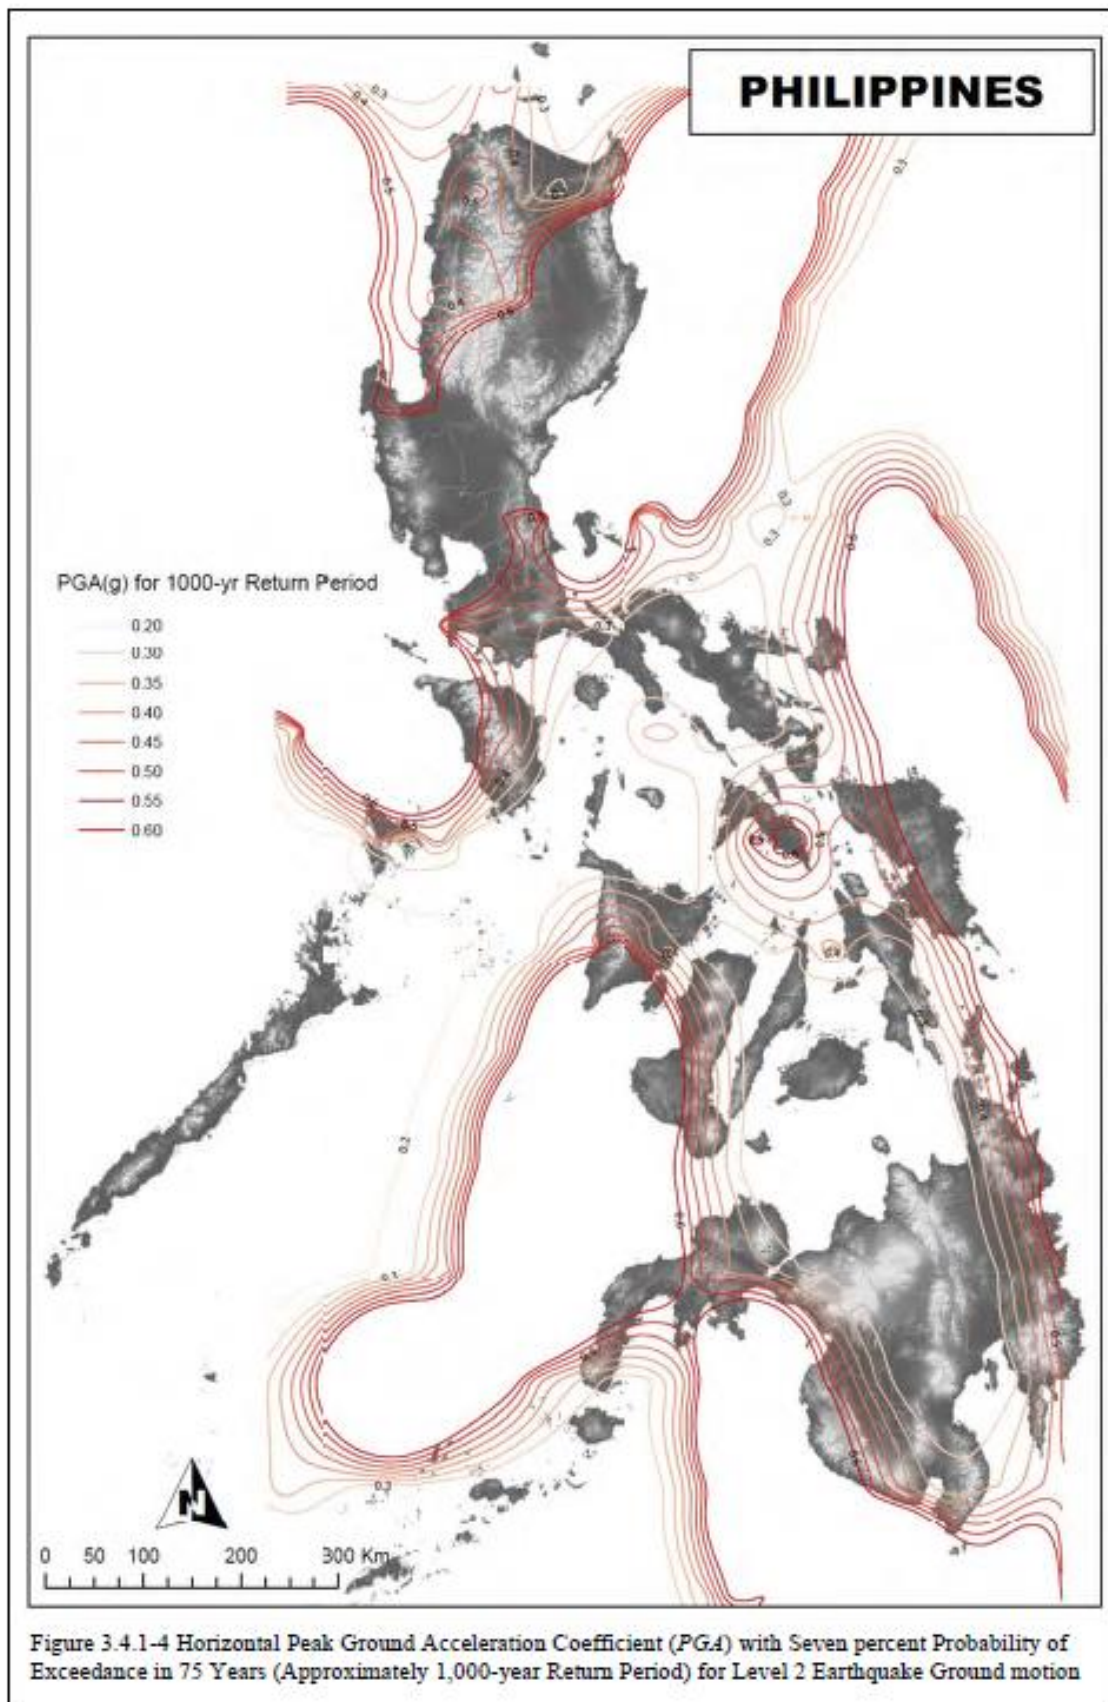 PHILIPPINES
PGA(g) for 1000-yr Return Period
0.20
0.30
0.35
0.40
0.45
0.50
0.55
0.60
N
0 50 100 200 300 Km
Figure 3.4.1-4 Horizontal Peak Ground Acceleration Coefficient (PGA) with Seven percent Probability of
Exceedance in 75 Years (Approximately 1,000-year Return Period) for Level 2 Earthquake Ground motion